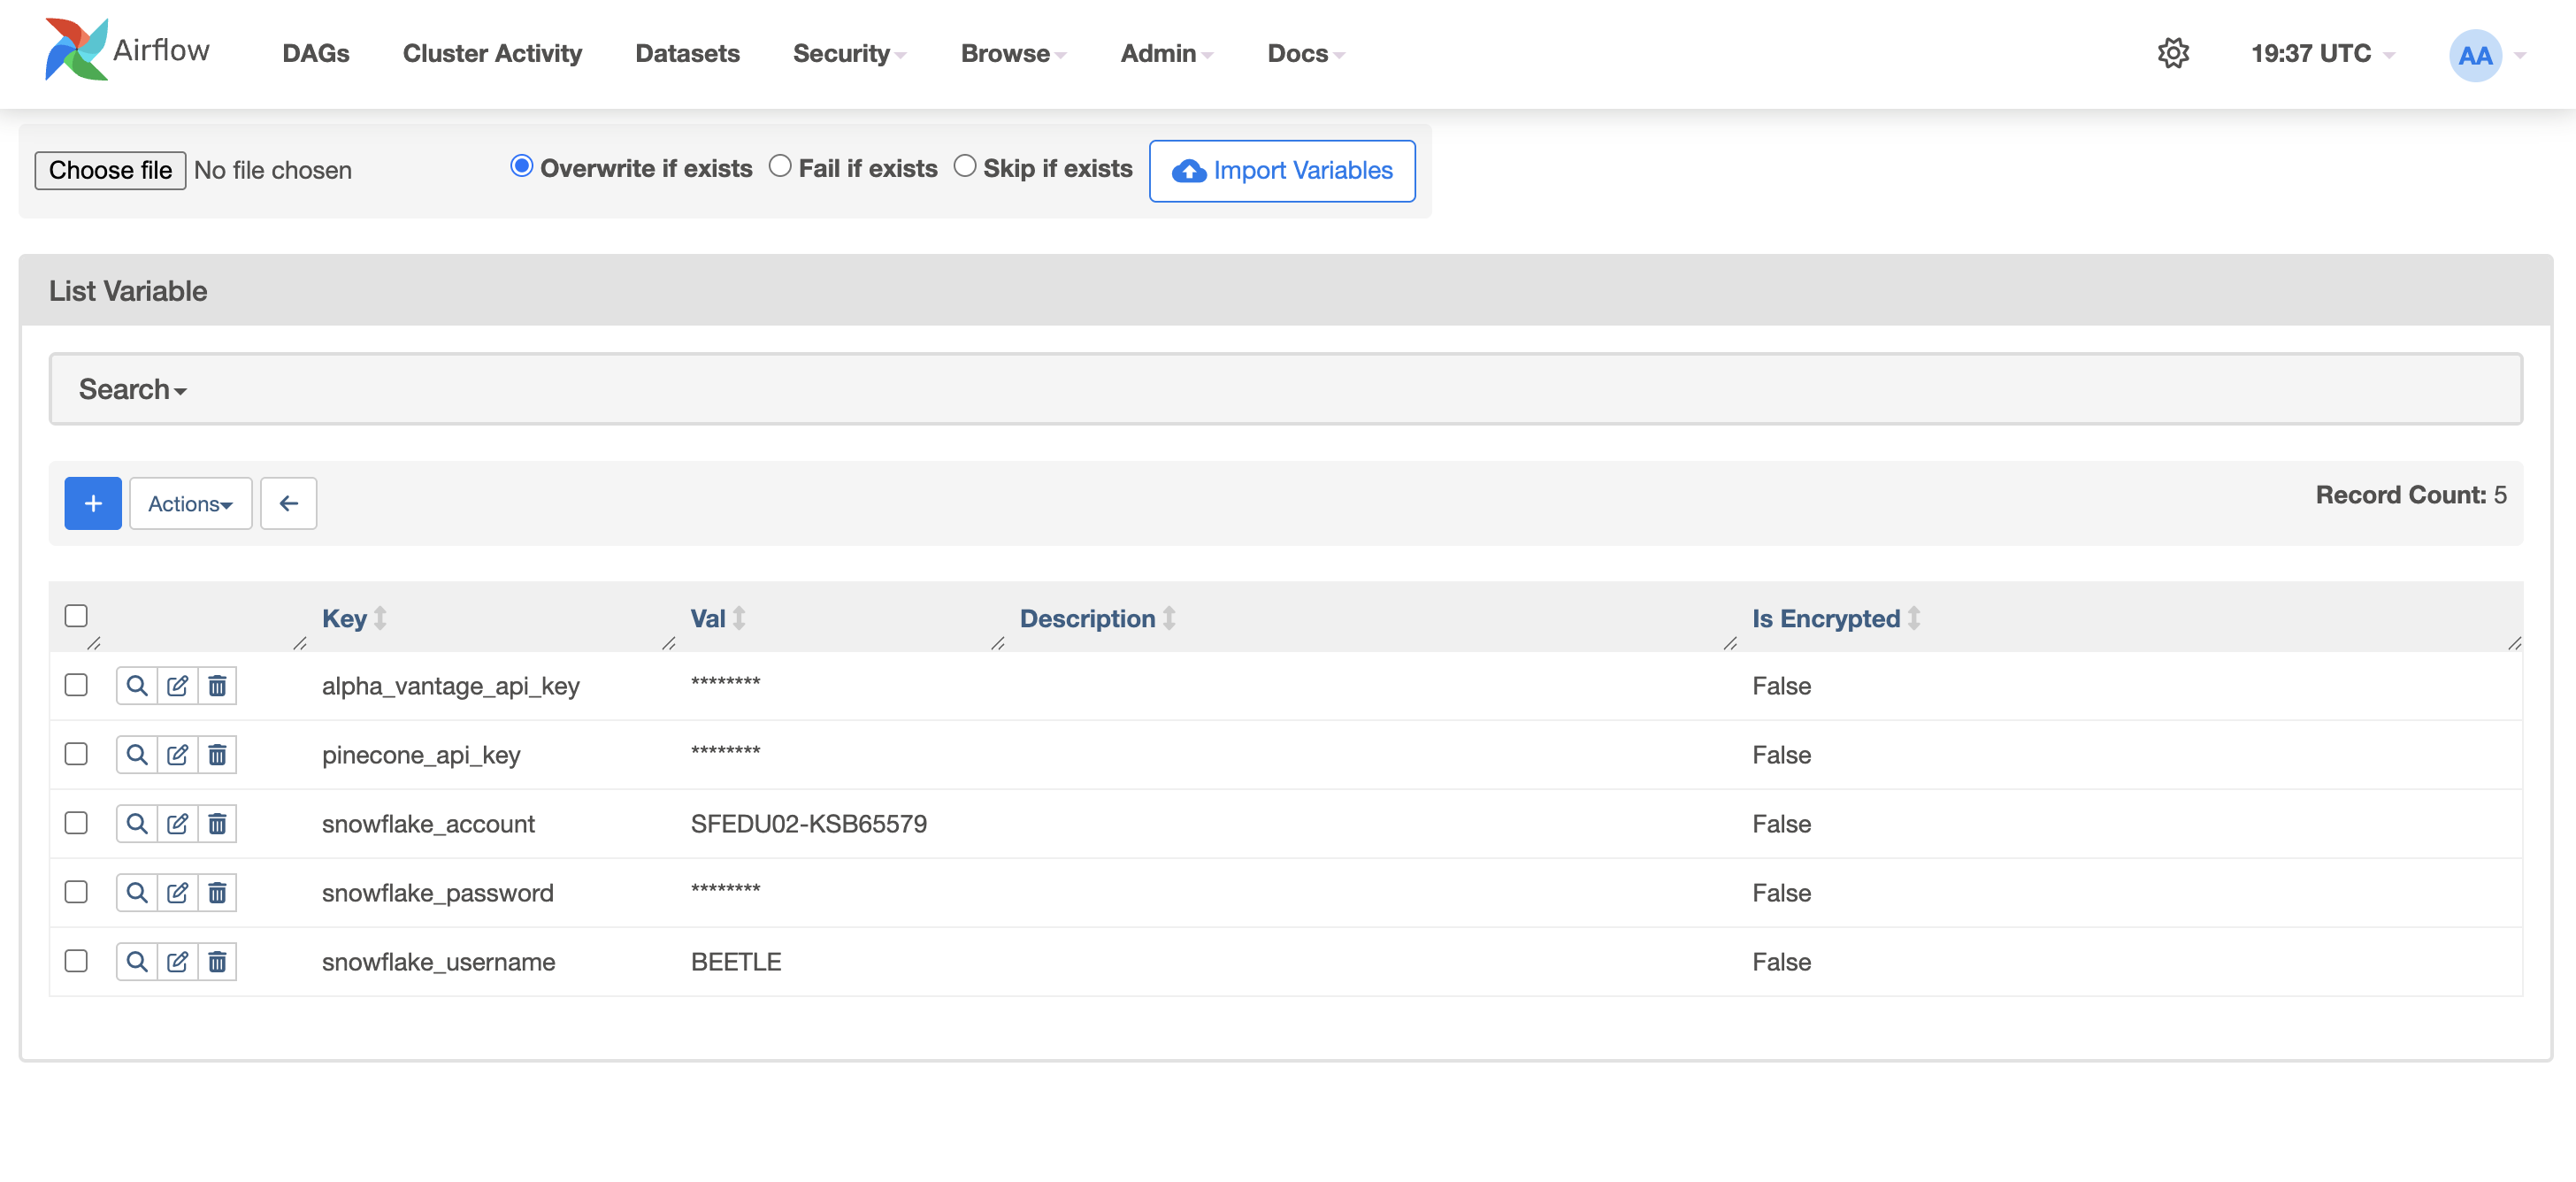 Airflow DAGs Cluster Activity Datasets Security Browse Admin Docs 19:37 UTC AA
Choose file No file chosen Overwrite if exists Fail if exists Skip if exists Import Variables
List Variable
Search
+ Actions Record Count: 5
Key Val Description Is Encrypted
alpha_vantage_api_key ******** False
pinecone_api_key ******** False
snowflake_account SFEDU02-KSB65579 False
snowflake_password ******** False
snowflake_username BEETLE False